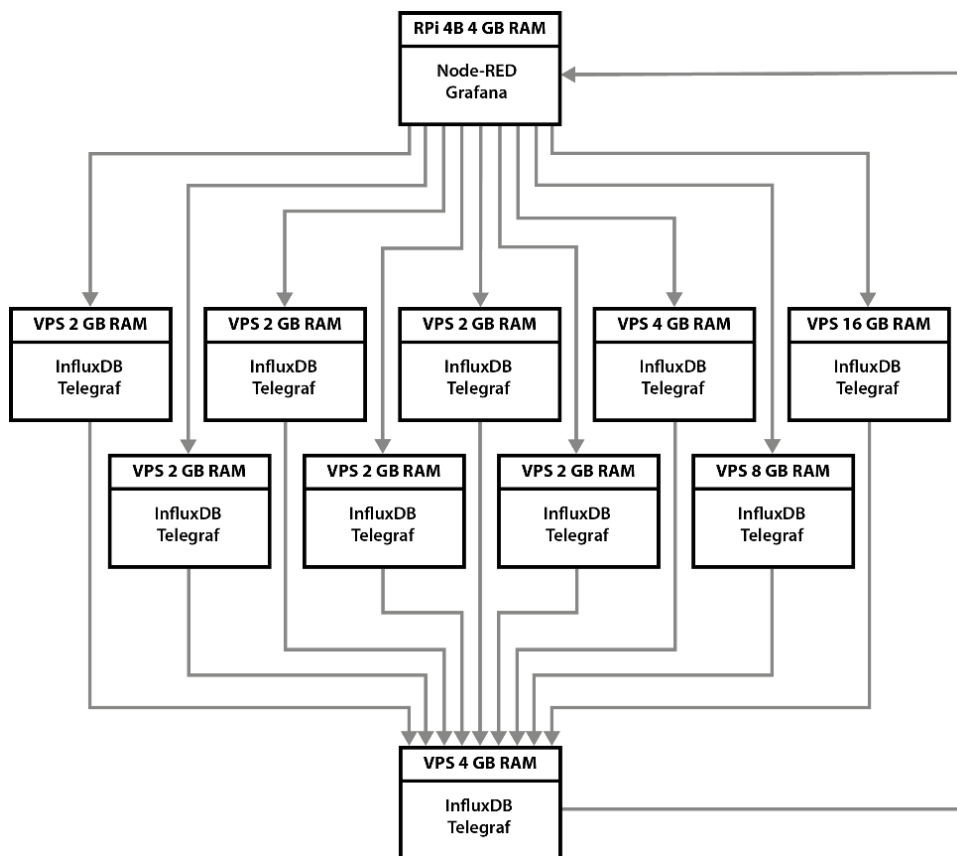 RPi 4B 4 GB RAM
Node-RED
Grafana
VPS 2 GB RAM
InfluxDB
Telegraf
VPS 2 GB RAM
InfluxDB
Telegraf
VPS 2 GB RAM
InfluxDB
Telegraf
VPS 4 GB RAM
InfluxDB
Telegraf
VPS 16 GB RAM
InfluxDB
Telegraf
VPS 2 GB RAM
InfluxDB
Telegraf
VPS 2 GB RAM
InfluxDB
Telegraf
VPS 2 GB RAM
InfluxDB
Telegraf
VPS 8 GB RAM
InfluxDB
Telegraf
VPS 4 GB RAM
InfluxDB
Telegraf